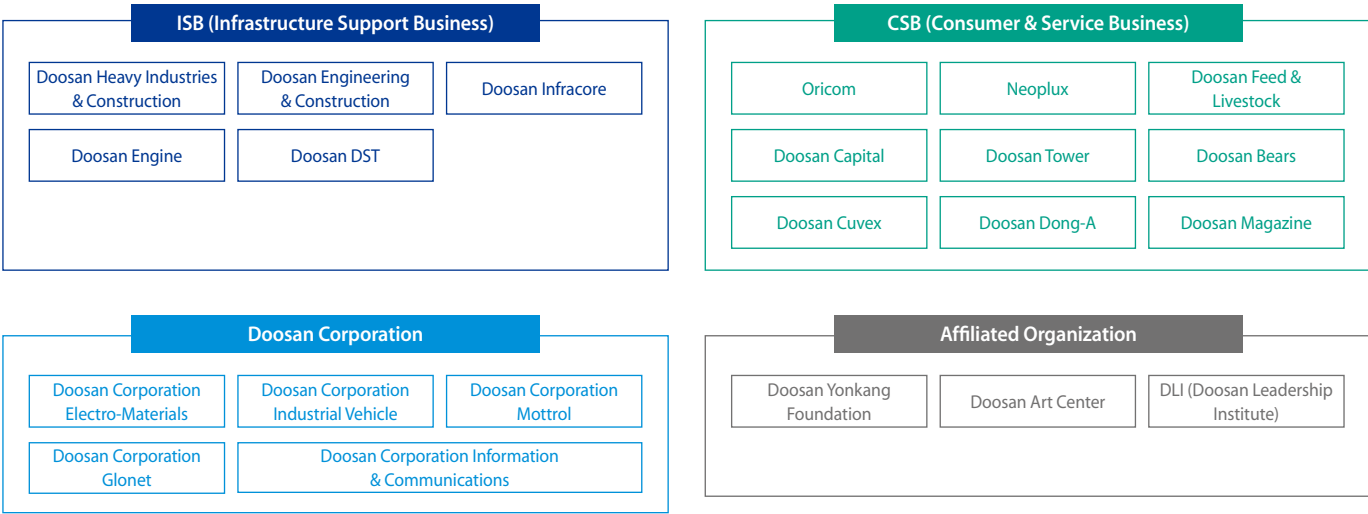 ISB (Infrastructure Support Business)
Doosan Heavy Industries
& Construction
Doosan Engineering
& Construction
Doosan Infracore
Doosan Engine
Doosan DST
CSB (Consumer & Service Business)
Oricom
Neoplux
Doosan Feed &
Livestock
Doosan Capital
Doosan Tower
Doosan Bears
Doosan Cuvex
Doosan Dong-A
Doosan Magazine
Doosan Corporation
Doosan Corporation
Electro-Materials
Doosan Corporation
Industrial Vehicle
Doosan Corporation
Mottrol
Doosan Corporation
Glonet
Doosan Corporation Information
& Communications
Affiliated Organization
Doosan Yonkang
Foundation
Doosan Art Center
DLI (Doosan Leadership
Institute)